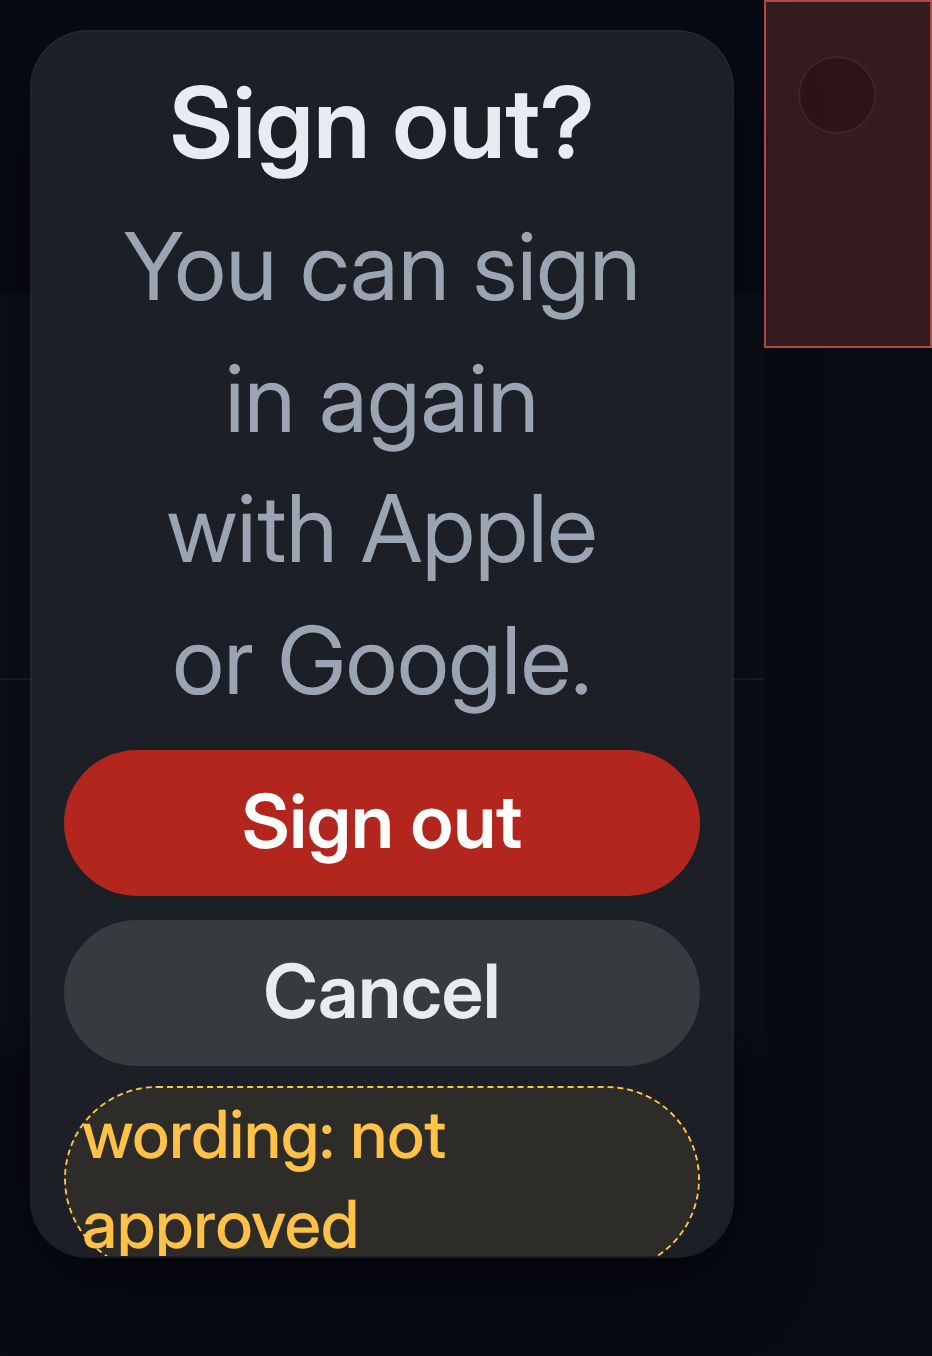 Sign out?
You can sign
in again
with Apple
or Google.
Sign out
Cancel
wording: not
approved